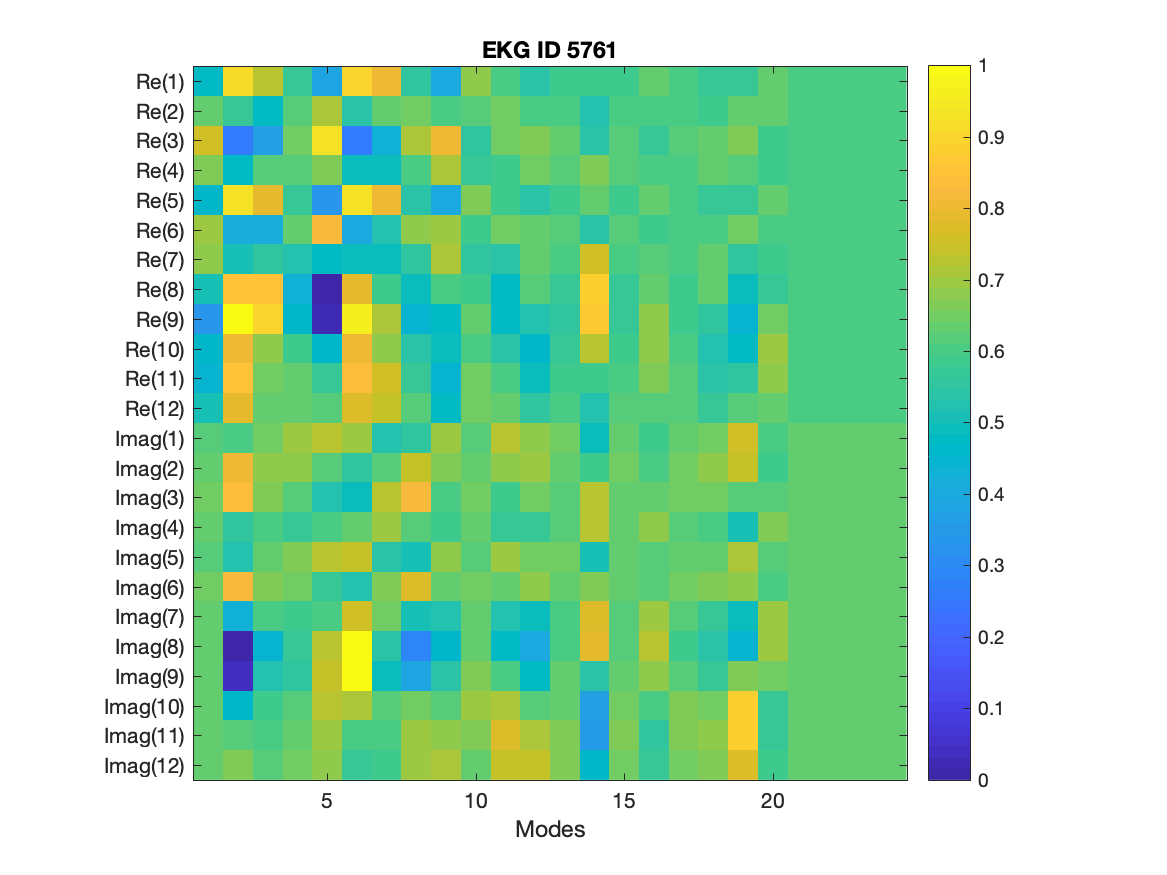 EKG ID 5761
Re(1)
Re(2)
Re(3)
Re(4)
Re(5)
Re(6)
Re(7)
Re(8)
Re(9)
Re(10)
Re(11)
Re(12)
Imag(1)
Imag(2)
Imag(3)
Imag(4)
Imag(5)
Imag(6)
Imag(7)
Imag(8)
Imag(9)
Imag(10)
Imag(11)
Imag(12)
5 10 15 20
Modes
1
0.9
0.8
0.7
0.6
0.5
0.4
0.3
0.2
0.1
0